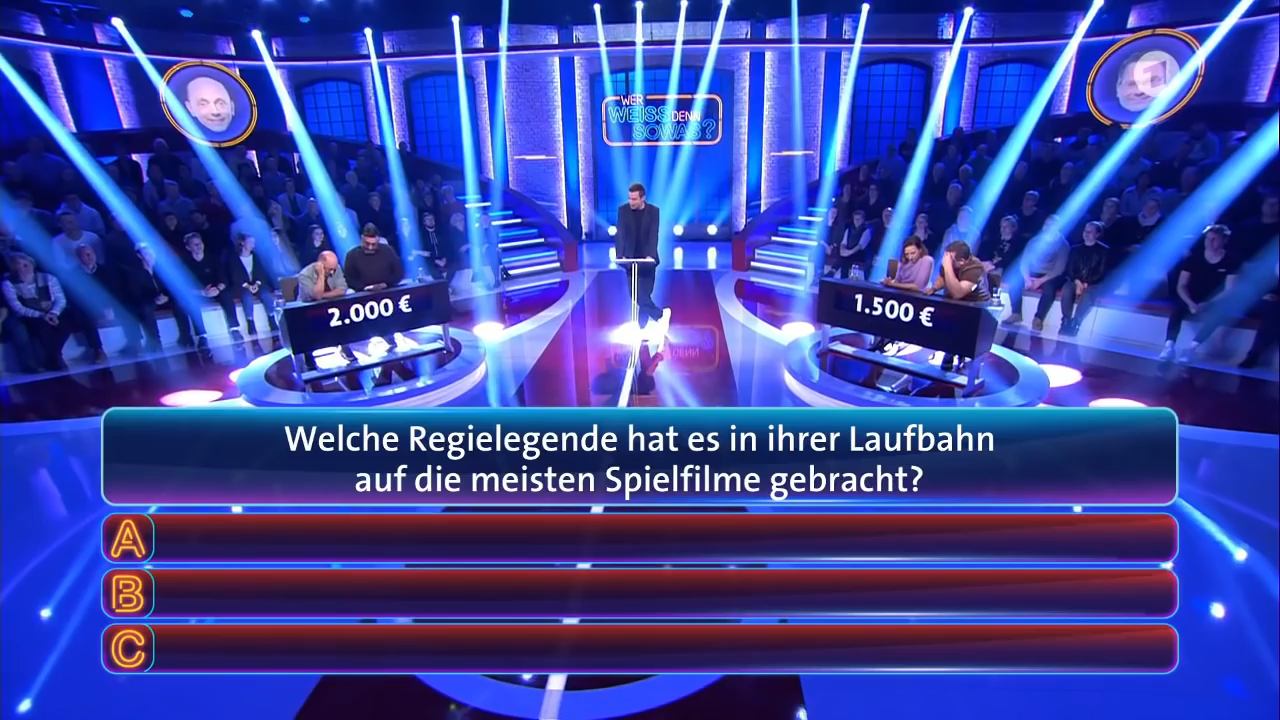 WER
WEISS DENN
SOWAS?
2.000 €
1.500 €
Welche Regielegende hat es in ihrer Laufbahn
auf die meisten Spielfilme gebracht?
A
B
C